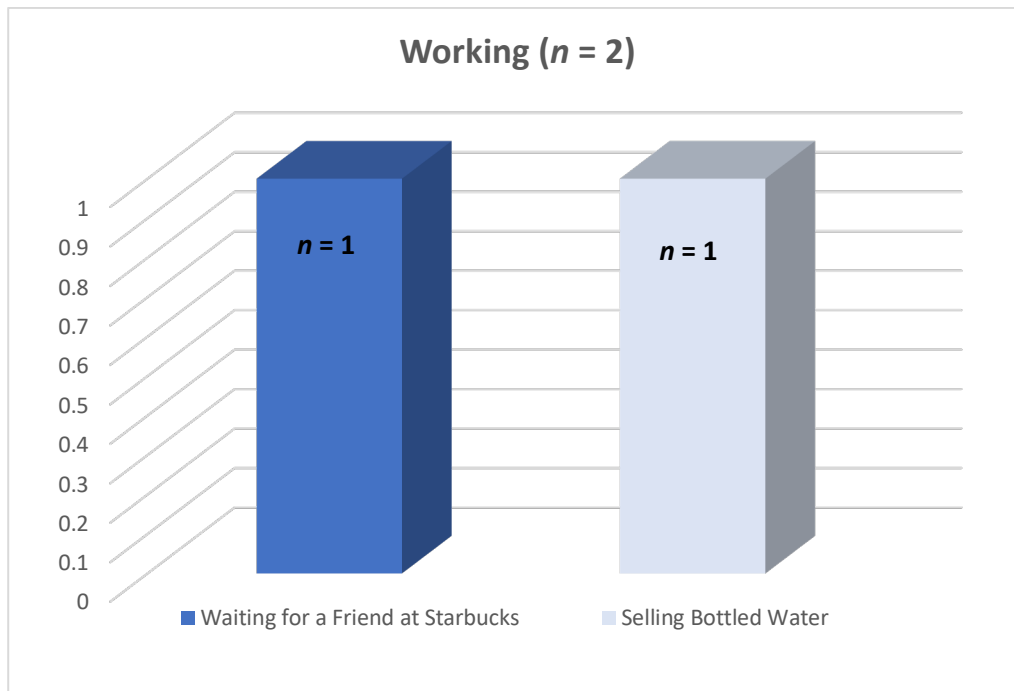 Working (n = 2)
1
0.9
0.8
0.7
0.6
0.5
0.4
0.3
0.2
0.1
0
n = 1
n = 1
Waiting for a Friend at Starbucks
Selling Bottled Water